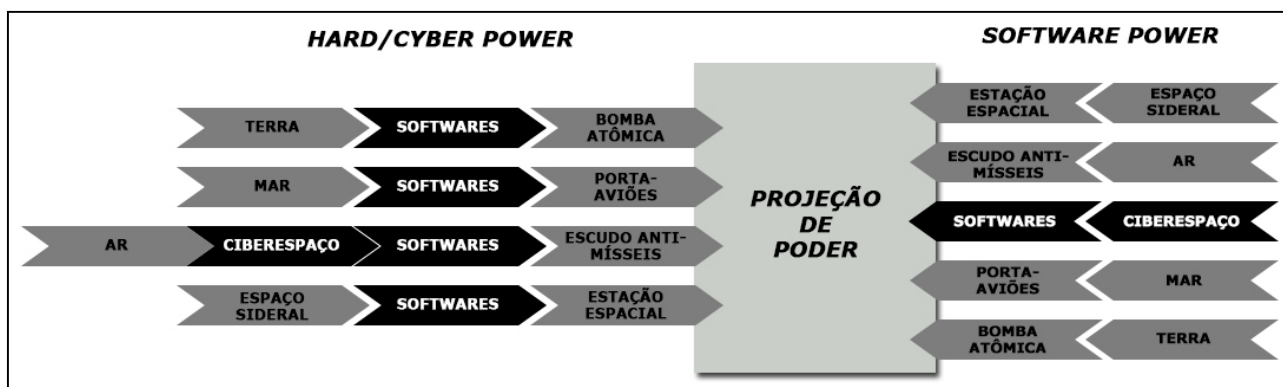 HARD/CYBER POWER
SOFTWARE POWER
TERRA
SOFTWARES
BOMBA
ATÔMICA
MAR
SOFTWARES
PORTA-
AVIÕES
AR
CIBERESPAÇO
SOFTWARES
ESCUDO ANTI-
MÍSSEIS
ESPAÇO
SIDERAL
SOFTWARES
ESTAÇÃO
ESPACIAL
PROJEÇÃO
DE
PODER
ESTAÇÃO
ESPACIAL
ESPAÇO
SIDERAL
ESCUDO ANTI-
MÍSSEIS
AR
SOFTWARES
CIBERESPAÇO
PORTA-
AVIÕES
MAR
BOMBA
ATÔMICA
TERRA